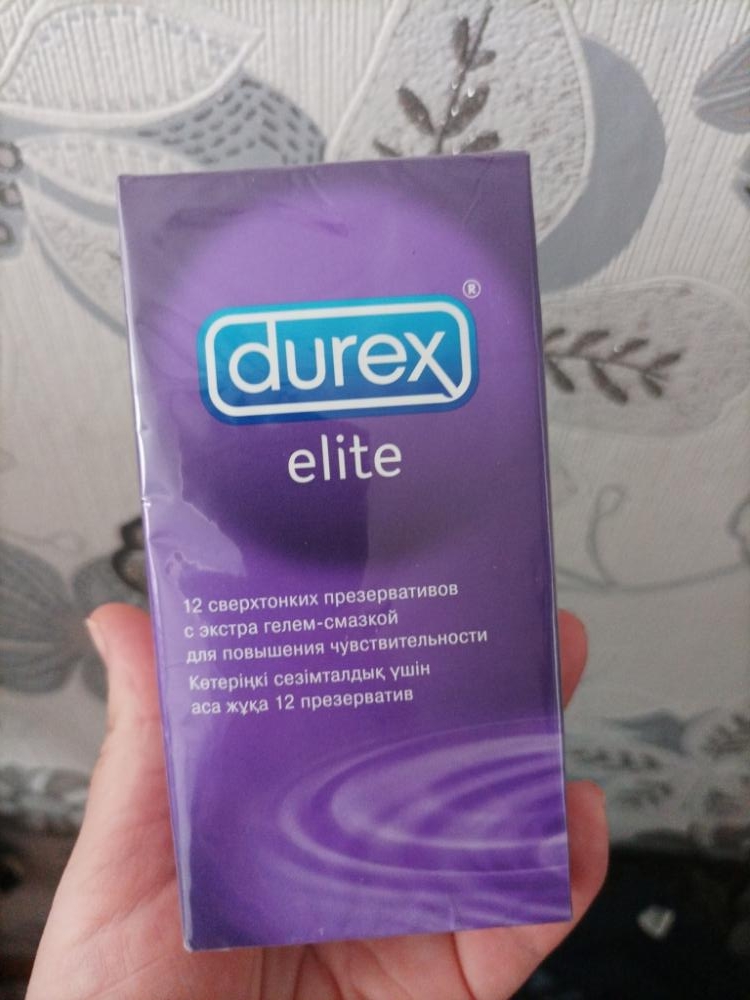 durex®
elite
12 сверхтонких презервативов
с экстра гелем-смазкой
для повышения чувствительности
Көтеріңкі сезімталдық үшін
аса жұқа 12 презерватив